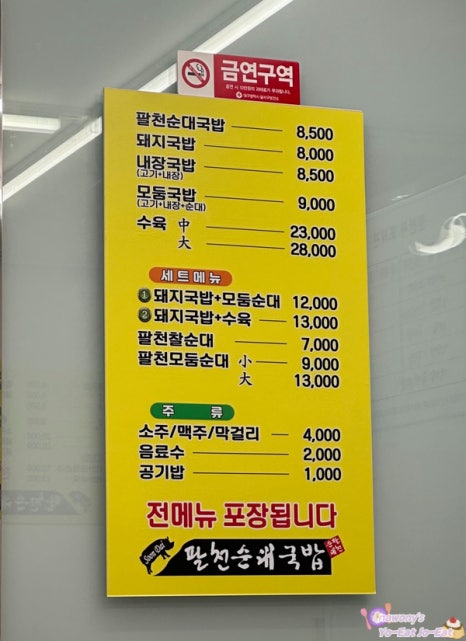 금연구역
팔천순대국밥 8,500
돼지국밥 8,000
내장국밥 8,500
(고기+내장)
모둠국밥 9,000
(고기+내장+순대)
수육 中 23,000
大 28,000
세트메뉴
1 돼지국밥+모둠순대 12,000
2 돼지국밥+수육 13,000
팔천찰순대 7,000
팔천모둠순대 小 9,000
大 13,000
주 류
소주/맥주/막걸리 4,000
음료수 2,000
공기밥 1,000
전메뉴 포장됩니다
팔천순대국밥
Yo-Eat Jo-Eat